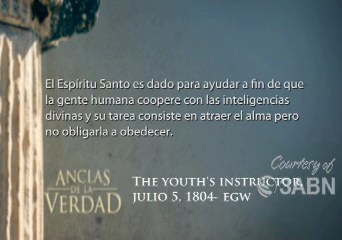 El Espíritu Santo es dado para ayudar a fin de que
la gente humana coopere con las inteligencias
divinas y su tarea consiste en atraer el alma pero
no obligarla a obedecer.
ANCLAS
DE LA
VERDAD
THE YOUTH'S INSTRUCTOR,
JULIO 5, 1804- EGW
Courtesy of
3ABN